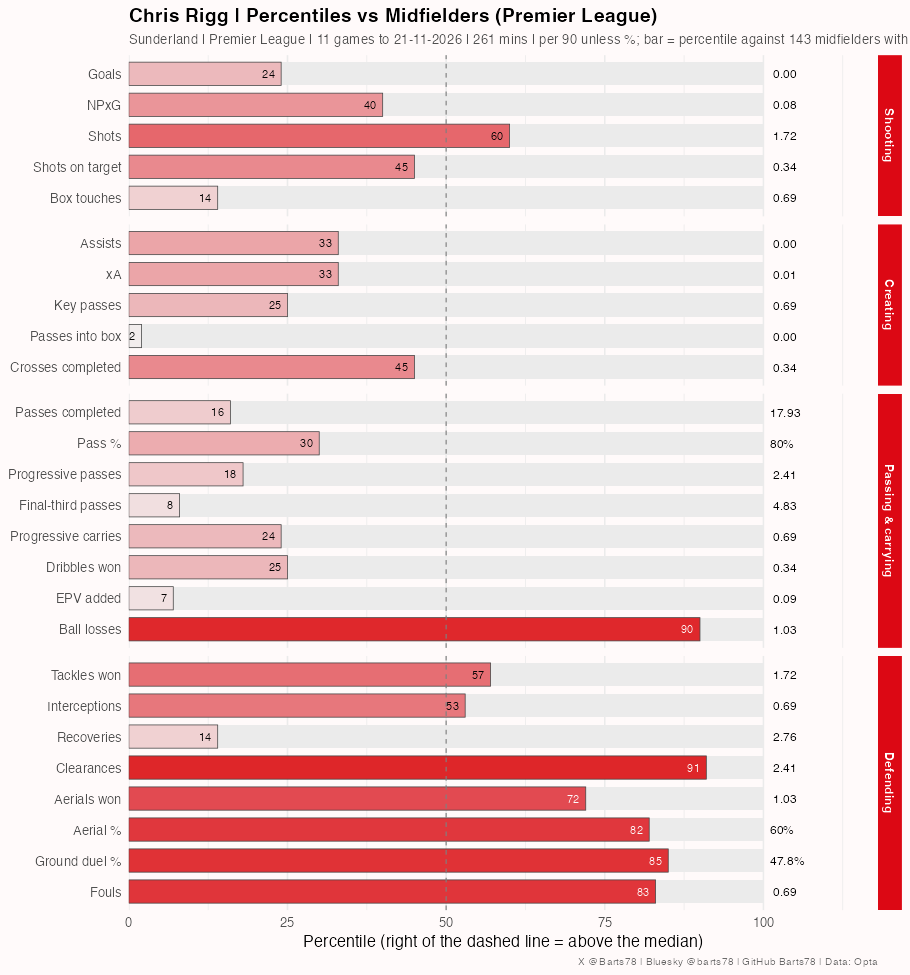 Chris Rigg | Percentiles vs Midfielders (Premier League)
Sunderland | Premier League | 11 games to 21-11-2026 | 261 mins | per 90 unless %; bar = percentile against 143 midfielders with
Shooting
Goals 24 0.00
NPxG 40 0.08
Shots 60 1.72
Shots on target 45 0.34
Box touches 14 0.69
Creating
Assists 33 0.00
xA 33 0.01
Key passes 25 0.69
Passes into box 2 0.00
Crosses completed 45 0.34
Passing & carrying
Passes completed 16 17.93
Pass % 30 80%
Progressive passes 18 2.41
Final-third passes 8 4.83
Progressive carries 24 0.69
Dribbles won 25 0.34
EPV added 7 0.09
Ball losses 90 1.03
Defending
Tackles won 57 1.72
Interceptions 53 0.69
Recoveries 14 2.76
Clearances 91 2.41
Aerials won 72 1.03
Aerial % 82 60%
Ground duel % 85 47.8%
Fouls 83 0.69
0 25 50 75 100
Percentile (right of the dashed line = above the median)
X @Barts78 | Bluesky @barts78 | GitHub Barts78 | Data: Opta